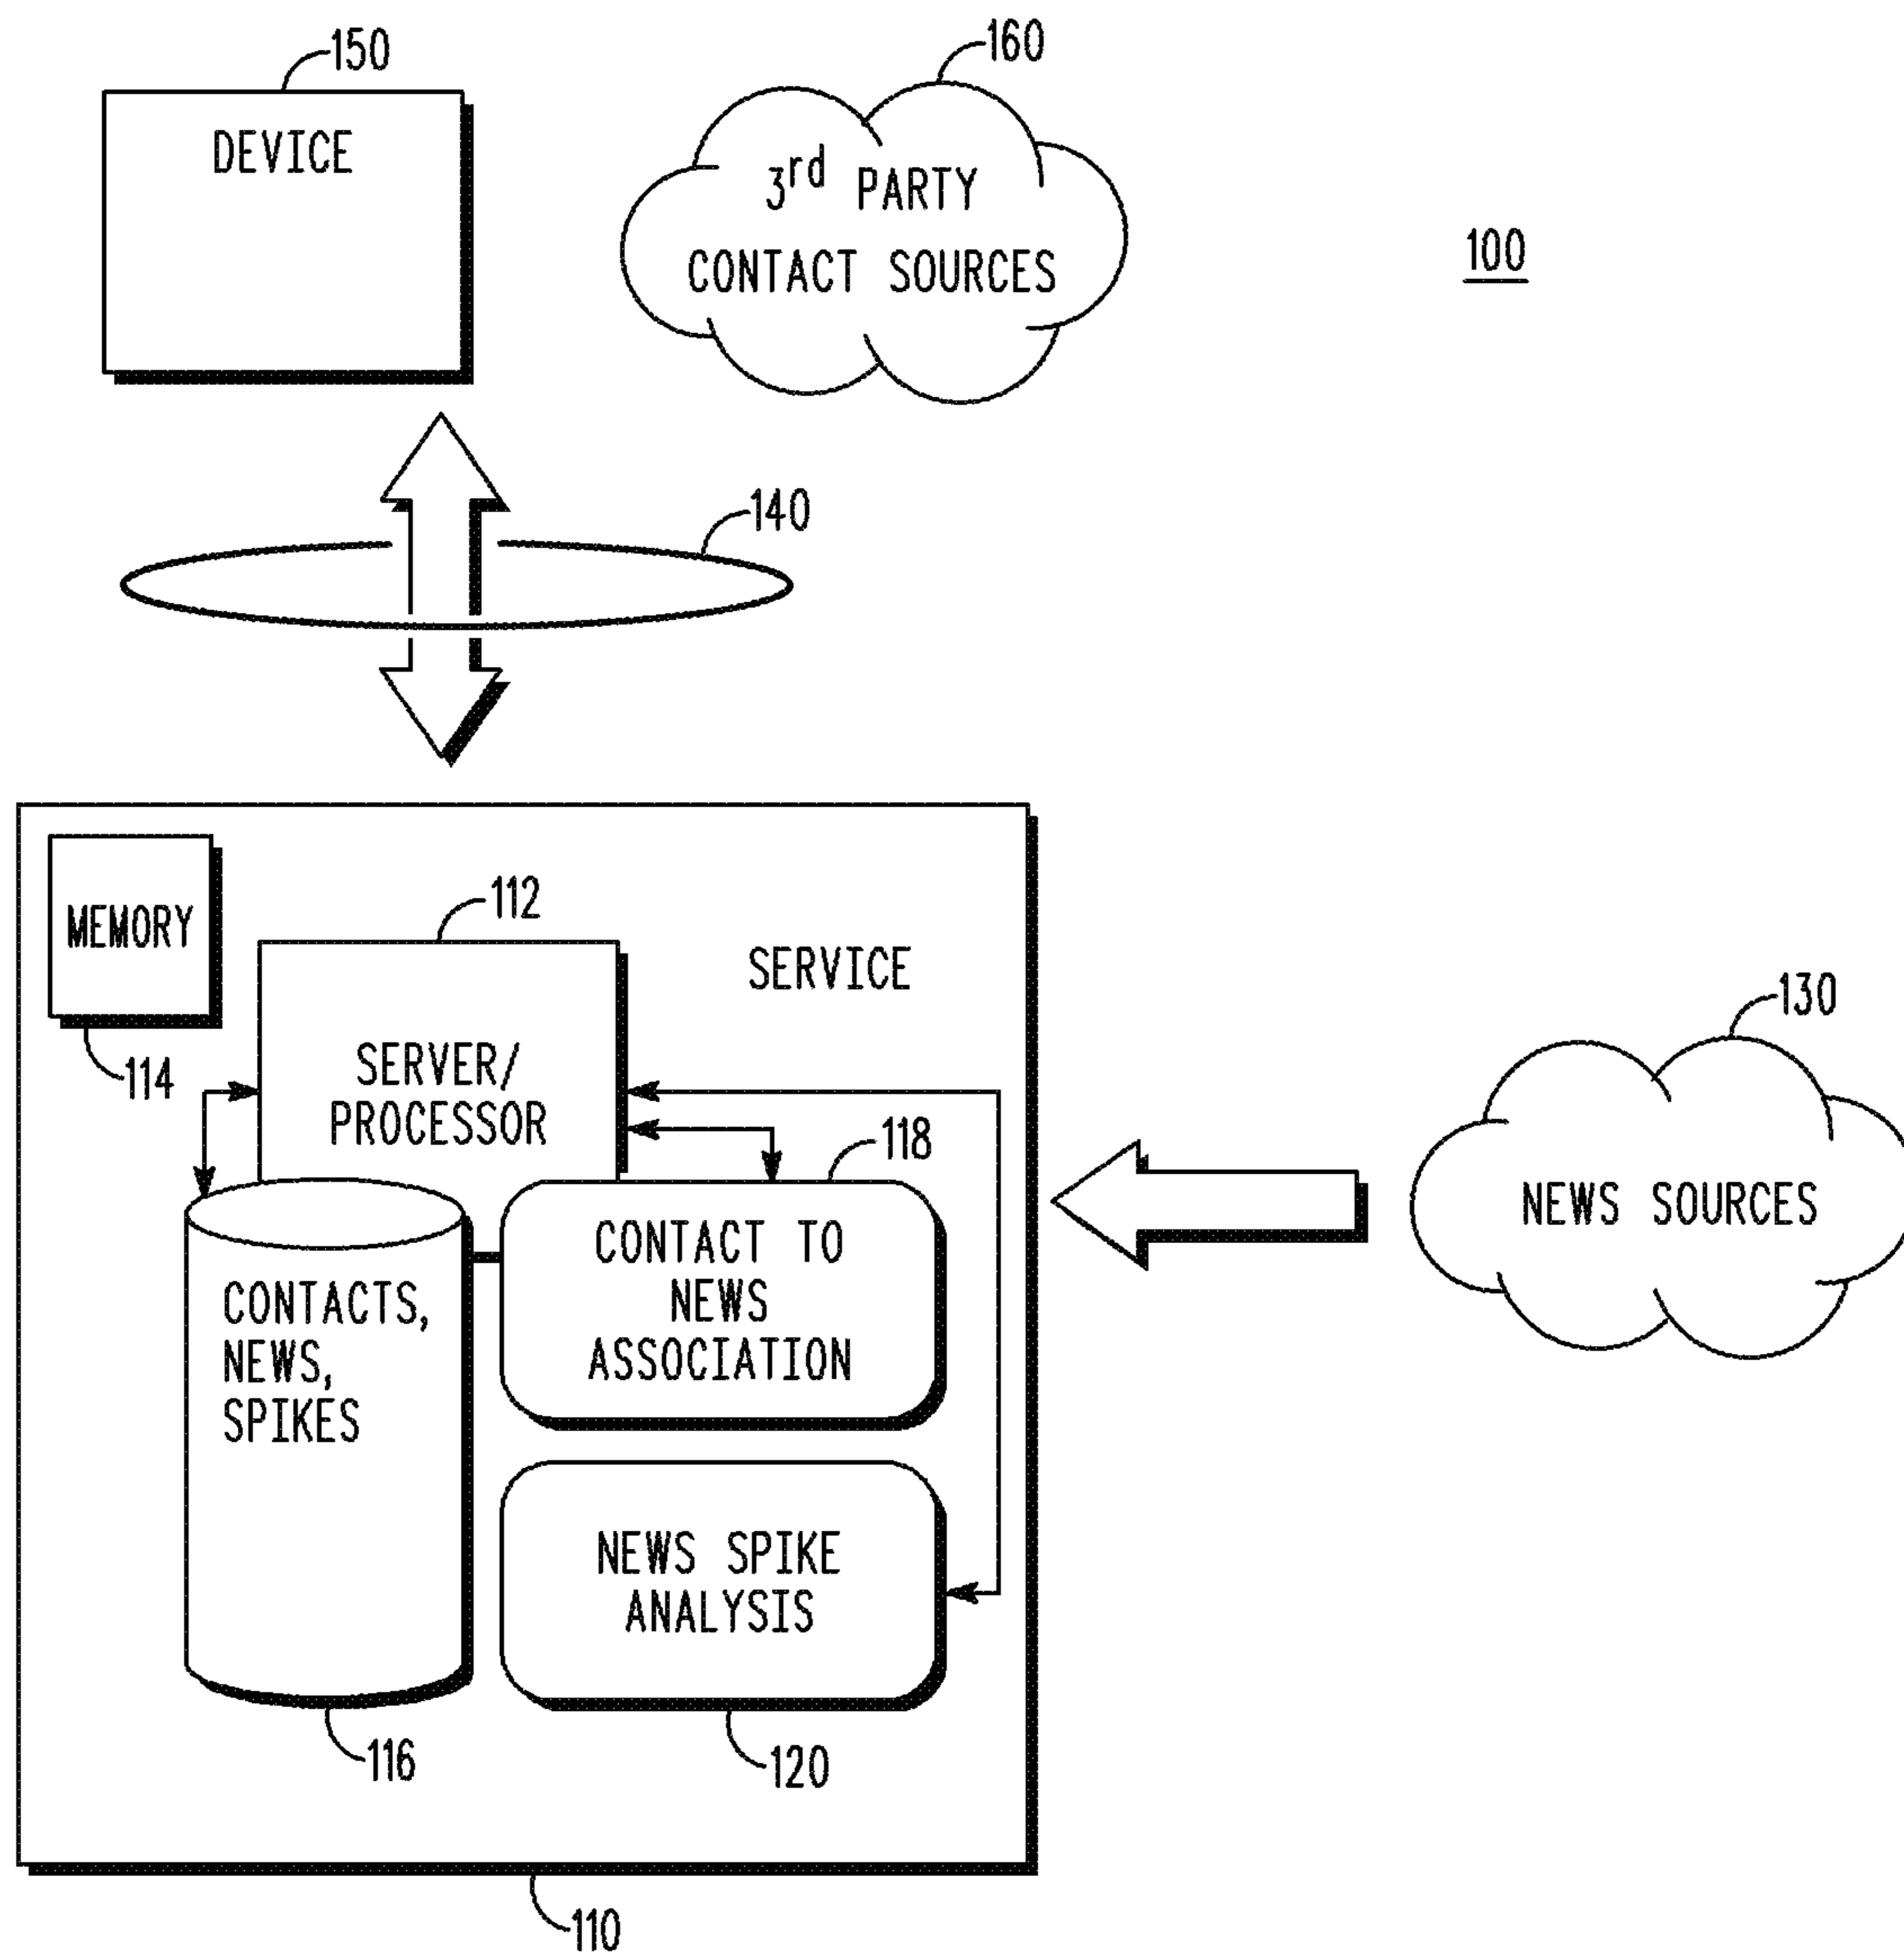 150
160
DEVICE
3rd PARTY
CONTACT SOURCES
100
140
MEMORY
112
SERVICE
114
SERVER/
PROCESSOR
118
130
NEWS SOURCES
CONTACT TO
NEWS
ASSOCIATION
CONTACTS,
NEWS,
SPIKES
NEWS SPIKE
ANALYSIS
116
120
110